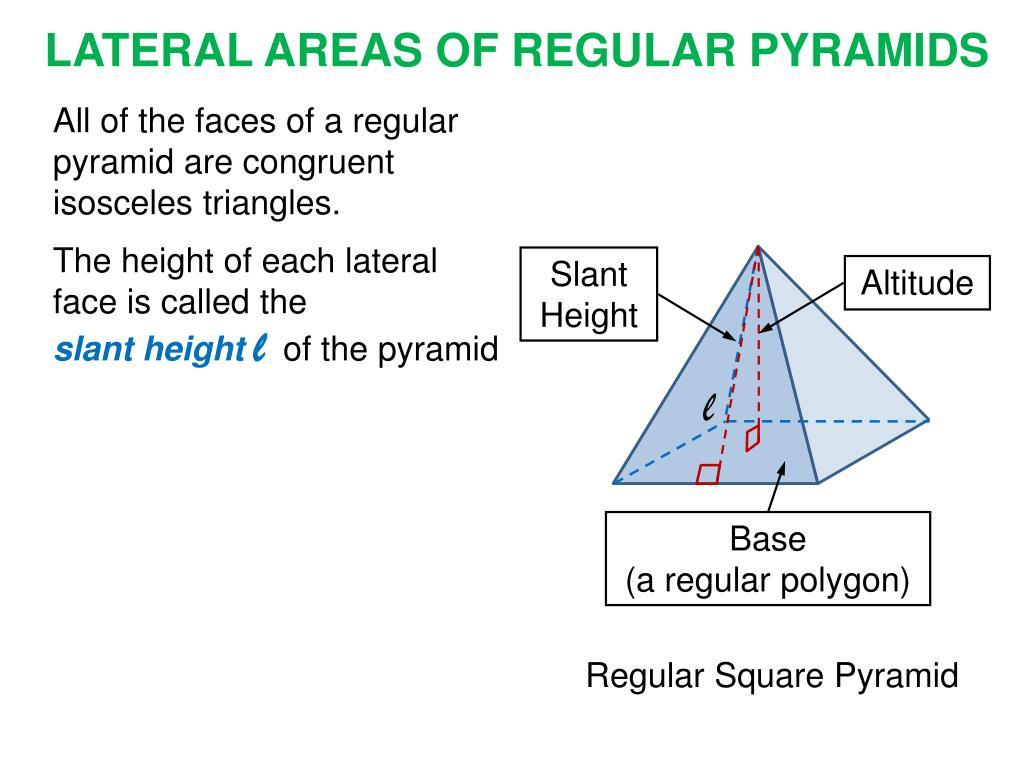 LATERAL AREAS OF REGULAR PYRAMIDS
All of the faces of a regular
pyramid are congruent
isosceles triangles.
The height of each lateral
face is called the
slant height ℓ of the pyramid
Slant
Height
Altitude
ℓ
Base
(a regular polygon)
Regular Square Pyramid